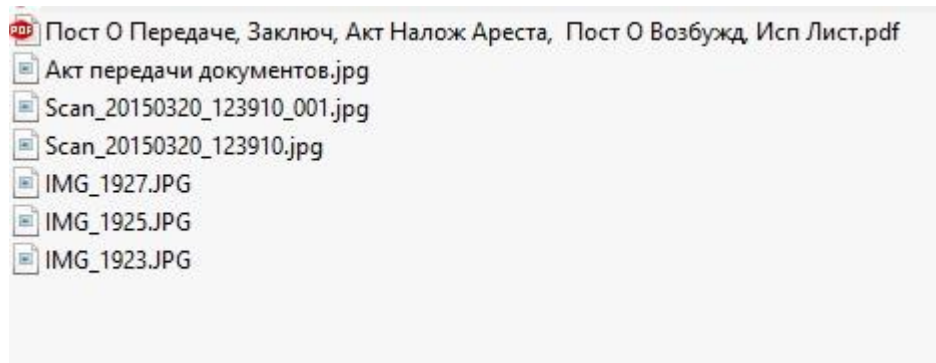 Пост О Передаче, Заключ, Акт Налож Ареста,  Пост О Возбужд, Исп Лист.pdf
Акт передачи документов.jpg
Scan_20150320_123910_001.jpg
Scan_20150320_123910.jpg
IMG_1927.JPG
IMG_1925.JPG
IMG_1923.JPG